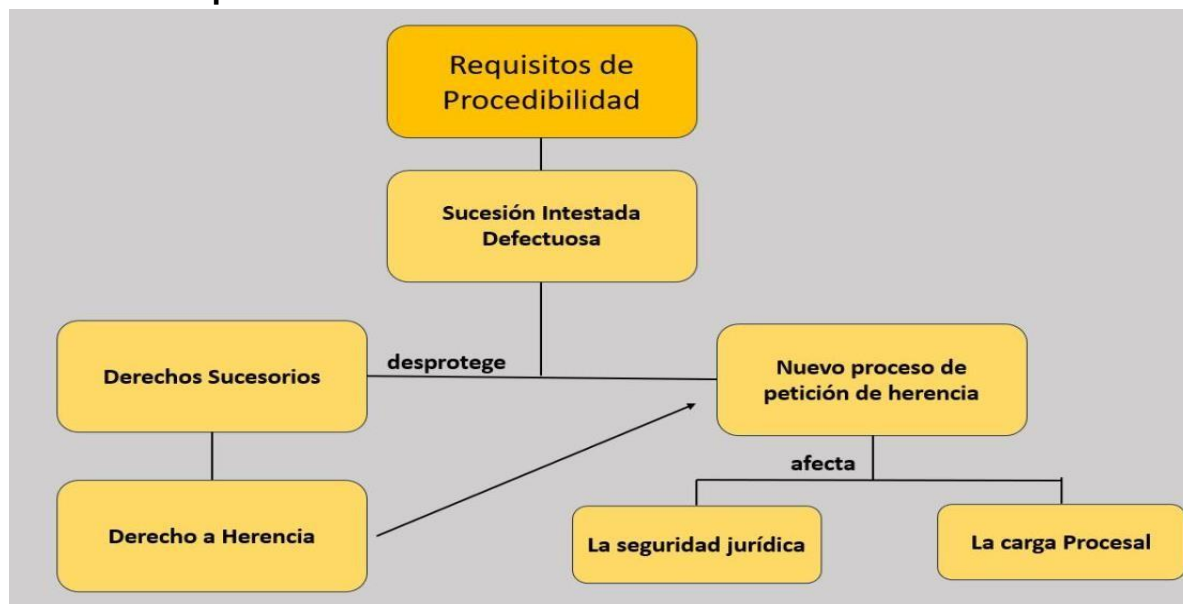 Requisitos de
Procedibilidad
Sucesión Intestada
Defectuosa
Derechos Sucesorios
desprotege
Nuevo proceso de
petición de herencia
Derecho a Herencia
afecta
La seguridad jurídica
La carga Procesal